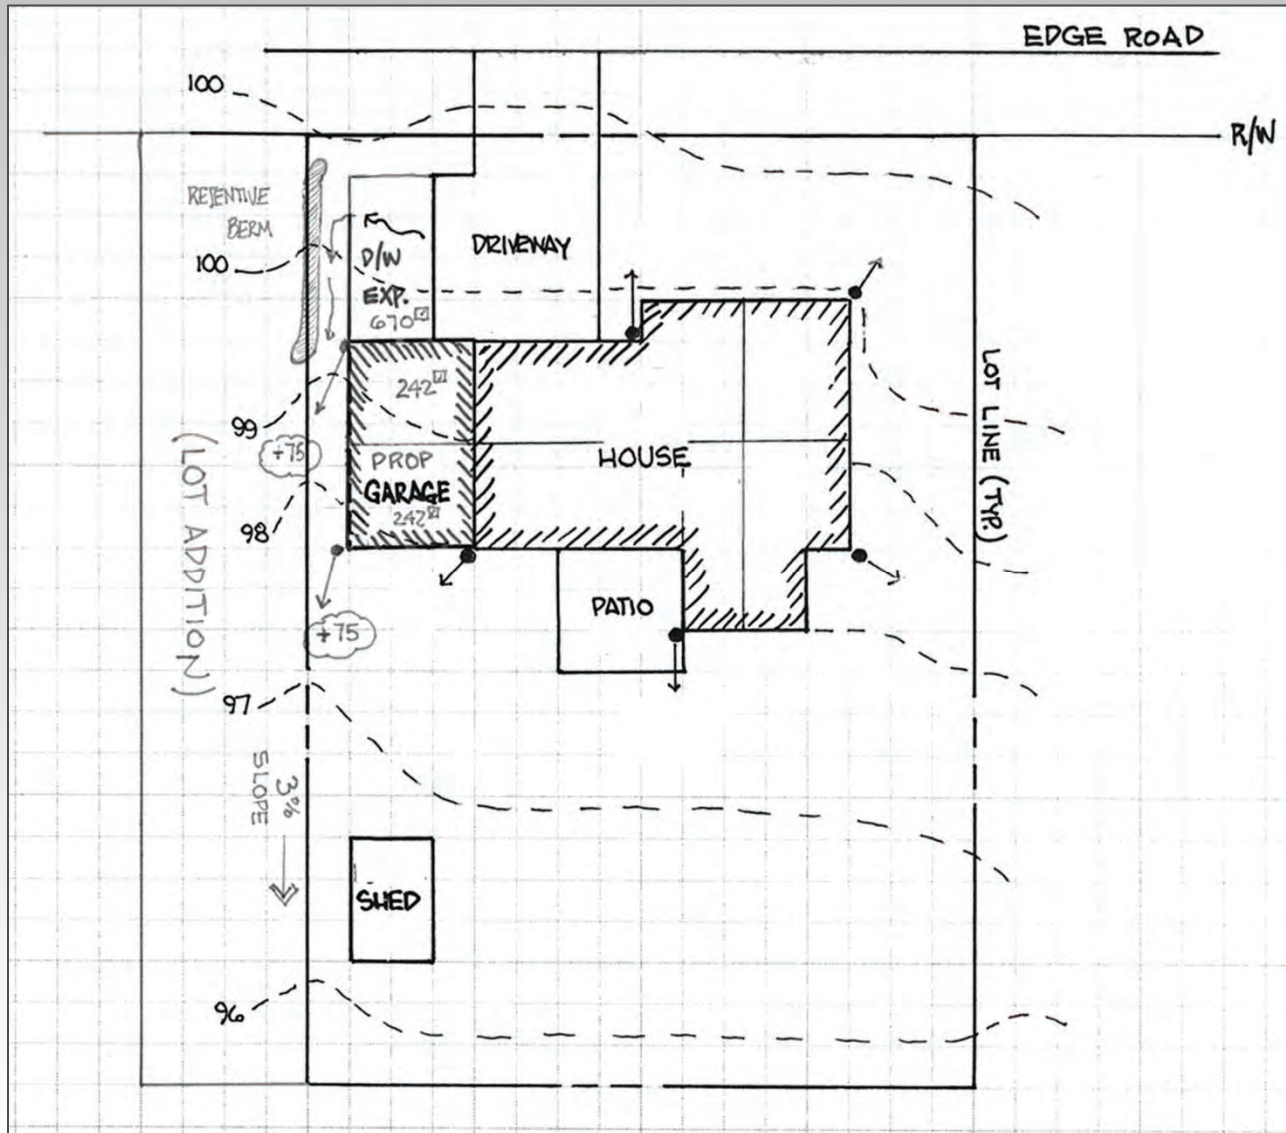 EDGE ROAD
100
R/W
RETENTIVE
BERM
100
D/W
EXP.
670
DRIVEWAY
242
99
+75
PROP
GARAGE
242
98
HOUSE
LOT LINE (TYP.)
(LOT ADDITION)
PATIO
+75
97
3%
SLOPE
SHED
96